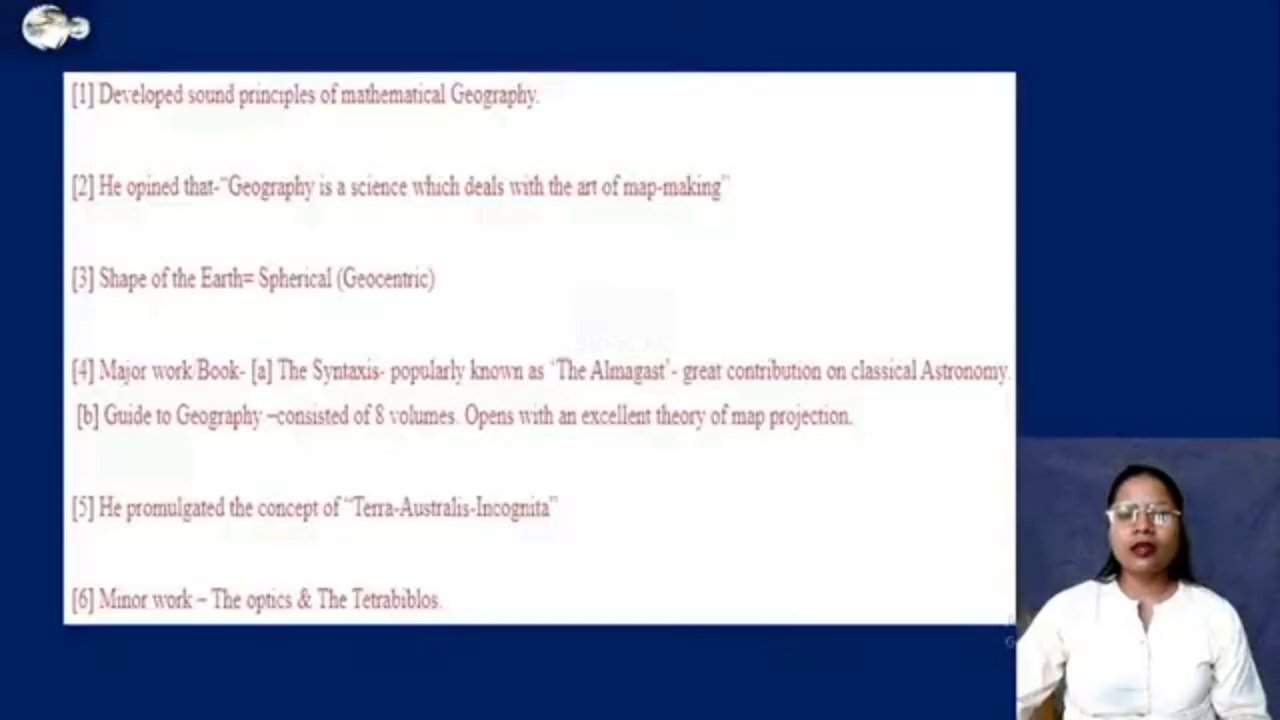 [1] Developed sound principles of mathematical Geography.
[2] He opined that-“Geography is a science which deals with the art of map-making”
[3] Shape of the Earth= Spherical (Geocentric)
[4] Major work/Book- [a] The Syntaxis- popularly known as ‘The Almagast’- great contribution on classical Astronomy.
[b] Guide to Geography –consisted of 8 volumes. Opens with an excellent theory of map projection.
[5] He promulgated the concept of “Terra-Australis-Incognita”
[6] Minor work – The optics & The Tetrabiblos.